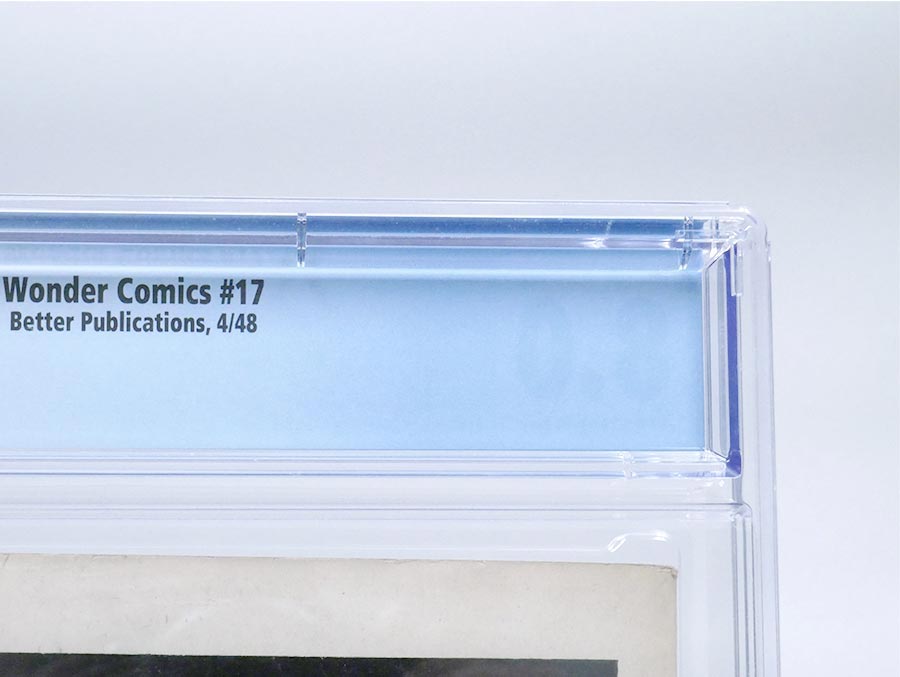 Wonder Comics #17
Better Publications, 4/48